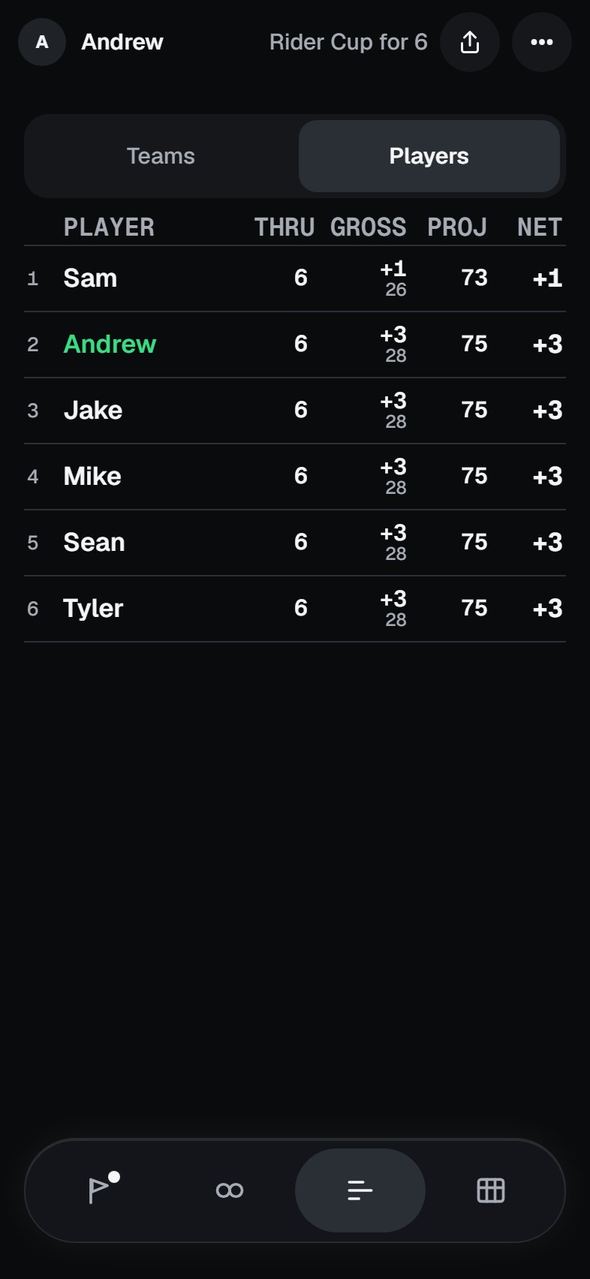 A Andrew Rider Cup for 6
Teams Players
PLAYER THRU GROSS PROJ NET
1 Sam 6 +1 26 73 +1
2 Andrew 6 +3 28 75 +3
3 Jake 6 +3 28 75 +3
4 Mike 6 +3 28 75 +3
5 Sean 6 +3 28 75 +3
6 Tyler 6 +3 28 75 +3